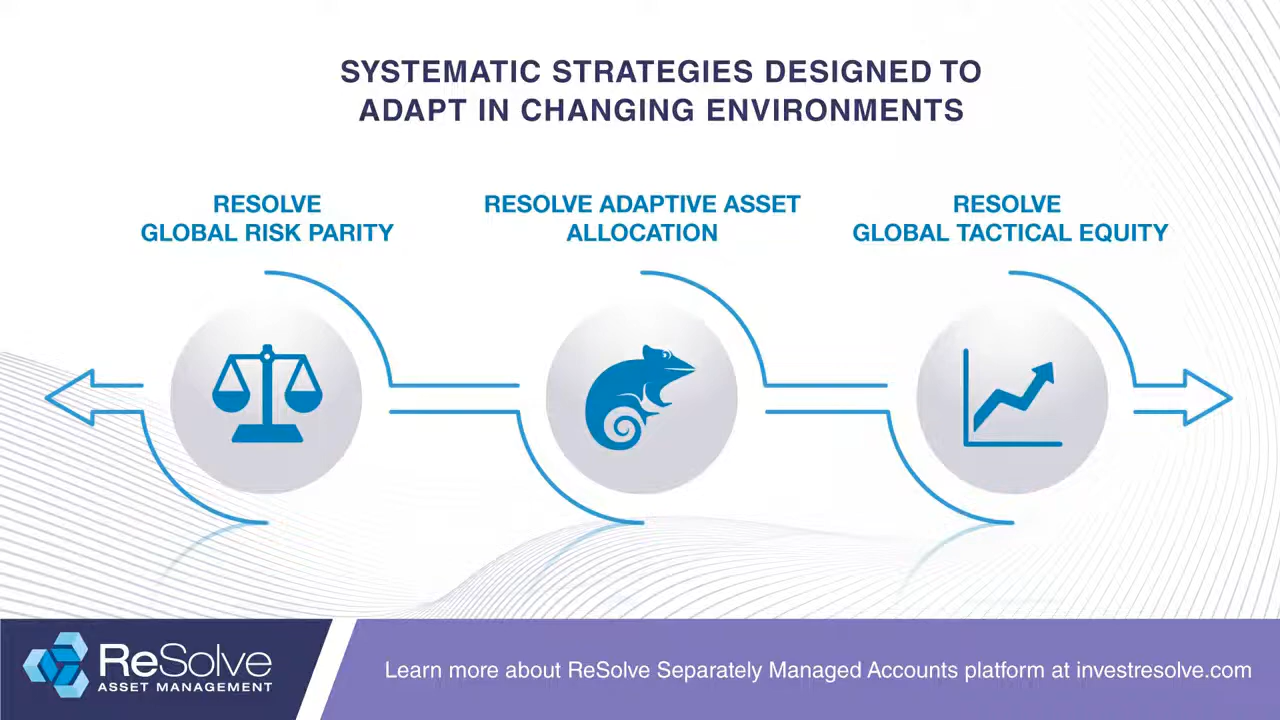 SYSTEMATIC STRATEGIES DESIGNED TO
ADAPT IN CHANGING ENVIRONMENTS
RESOLVE
GLOBAL RISK PARITY
RESOLVE ADAPTIVE ASSET
ALLOCATION
RESOLVE
GLOBAL TACTICAL EQUITY
ReSolve
ASSET MANAGEMENT
Learn more about ReSolve Separately Managed Accounts platform at investresolve.com